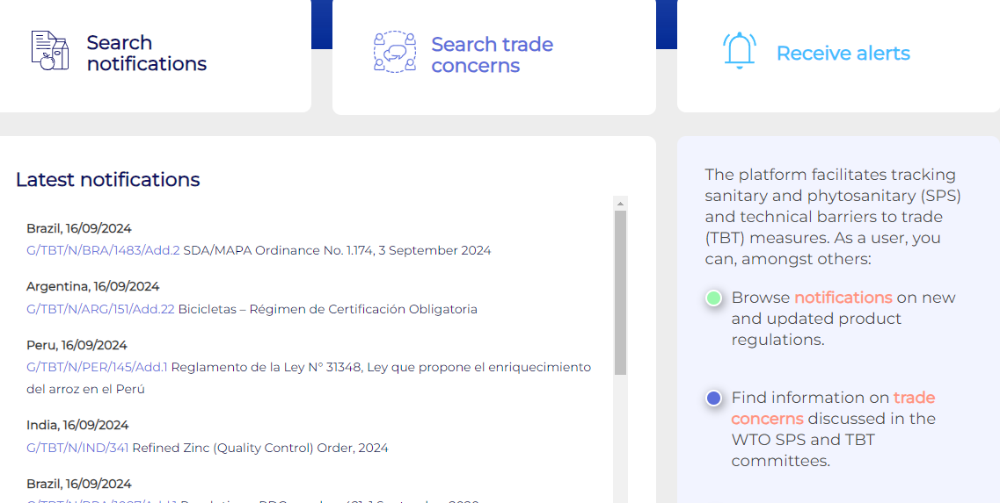 Search
notifications
Search trade
concerns
Receive alerts
Latest notifications
Brazil, 16/09/2024
G/TBT/N/BRA/1483/Add.2 SDA/MAPA Ordinance No. 1.174, 3 September 2024
Argentina, 16/09/2024
G/TBT/N/ARG/151/Add.22 Bicicletas – Régimen de Certificación Obligatoria
Peru, 16/09/2024
G/TBT/N/PER/145/Add.1 Reglamento de la Ley N° 31348, Ley que propone el enriquecimiento
del arroz en el Perú
India, 16/09/2024
G/TBT/N/IND/341 Refined Zinc (Quality Control) Order, 2024
Brazil, 16/09/2024
The platform facilitates tracking
sanitary and phytosanitary (SPS)
and technical barriers to trade
(TBT) measures. As a user, you
can, amongst others:
Browse notifications on new
and updated product
regulations.
Find information on trade
concerns discussed in the
WTO SPS and TBT
committees.